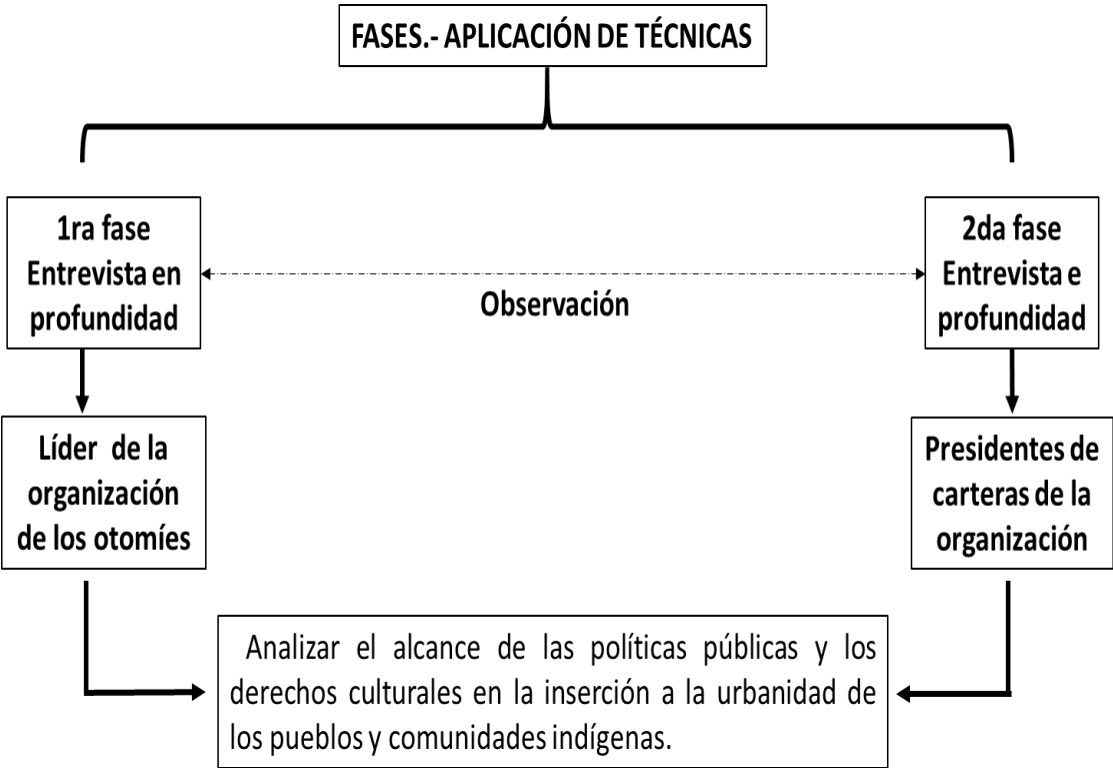 FASES.- APLICACIÓN DE TÉCNICAS
1ra fase
Entrevista en
profundidad
Observación
2da fase
Entrevista e
profundidad
Líder de la
organización
de los otomíes
Presidentes de
carteras de la
organización
Analizar el alcance de las políticas públicas y los
derechos culturales en la inserción a la urbanidad de
los pueblos y comunidades indígenas.